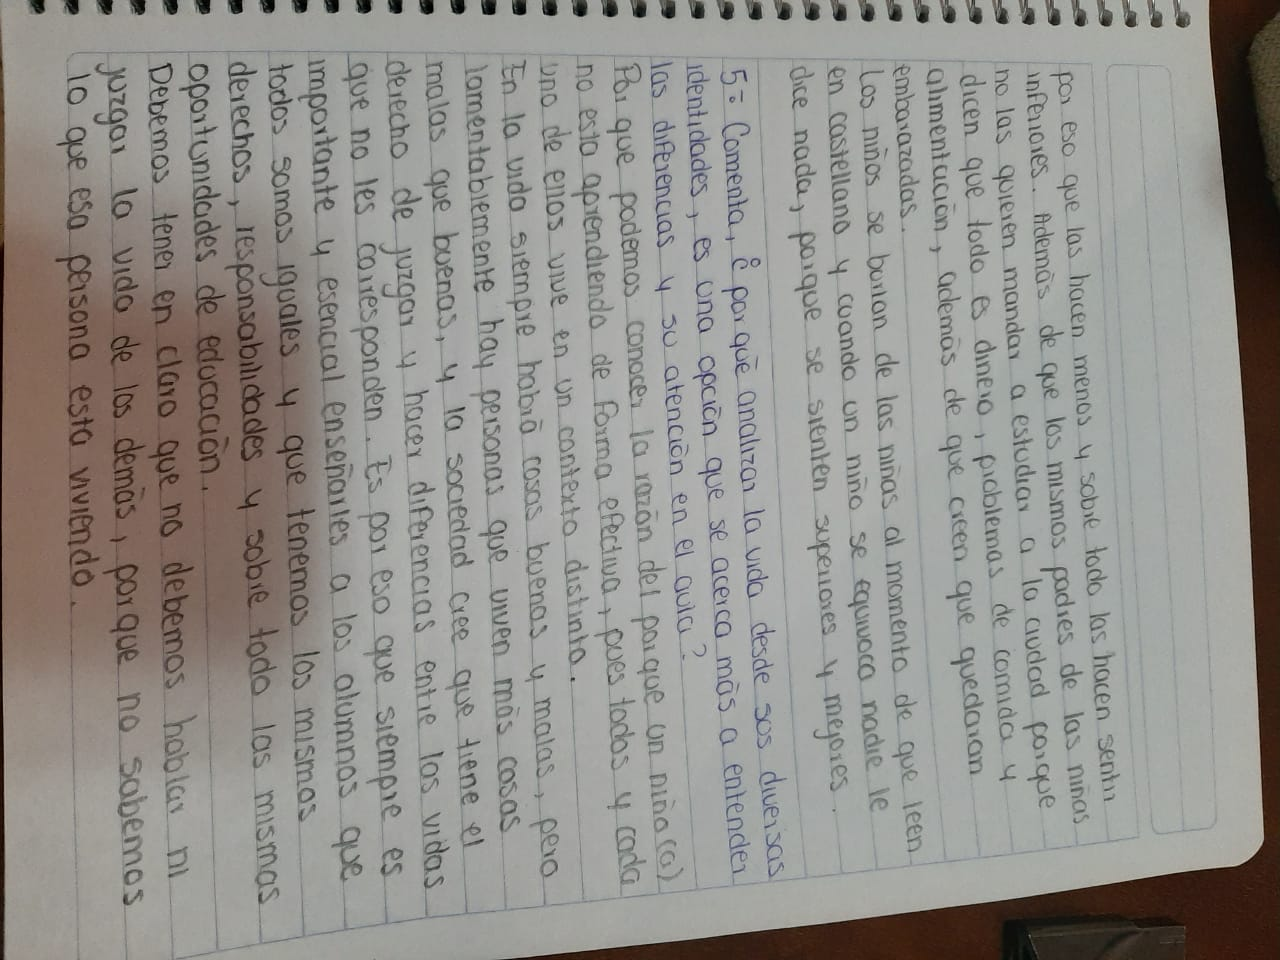 por eso que las hacen menos y sobre todo las hacen sentir
inferiores. Además de que los mismos padres de las niñas
no las quieren mandar a estudiar a la ciudad porque
dicen que todo es dinero, problemas de comida y
alimentación, además de que creen que quedaran
embarazadas.
Los niños se burlan de las niñas al momento de que leen
en castellano y cuando un niño se equivoca nadie le
dice nada, porque se sienten superiores y mejores.
5= Comenta, ¿porqué analizar la vida desde sus diversas
identidades, es una opción que se acerca más a entender
las diferencias y su atención en el aula?
Por que podemos conocer la razón del porque un niño(a)
no esta aprendiendo de forma efectiva, pues todos y cada
uno de ellos vive en un contexto distinto.
En la vida siempre habrá cosas buenas y malas, pero
lamentablemente hay personas que viven más cosas
malas que buenas, y la sociedad cree que tiene el
derecho de juzgar y hacer diferencias entre las vidas
que no les corresponden. Es por eso que siempre es
importante y esencial enseñarles a los alumnos que
todos somos iguales y que tenemos los mismos
derechos, responsabilidades y sobre todo las mismas
oportunidades de educación.
Debemos tener en claro que no debemos hablar ni
juzgar la vida de los demás, porque no sabemos
lo que esa persona esta viviendo.